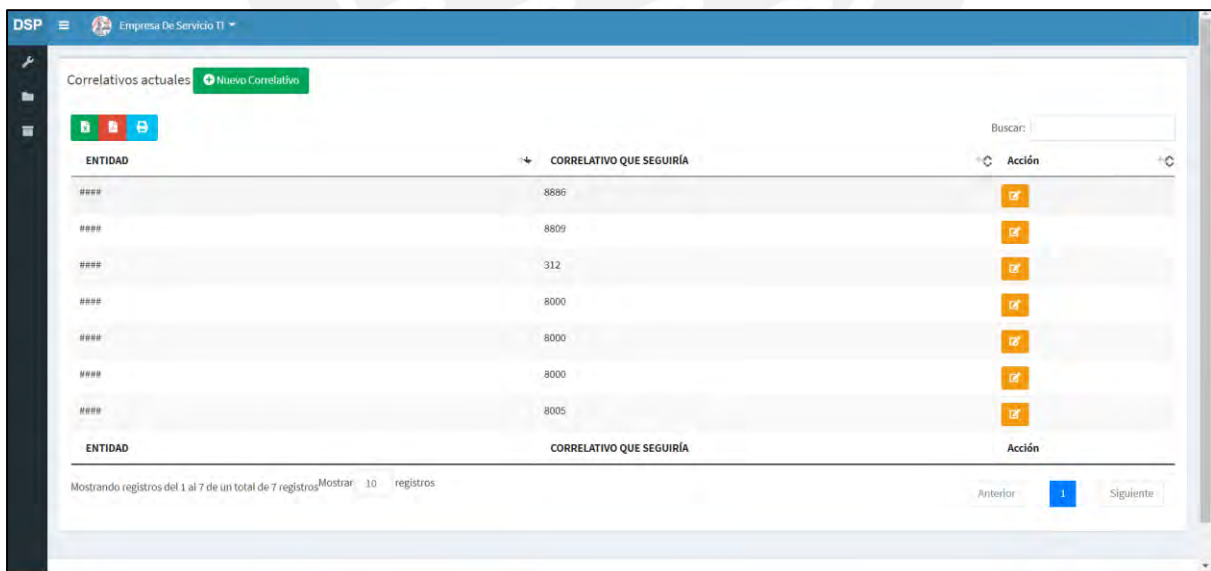 DSP Empresa De Servicio TI
Correlativos actuales Nuevo Correlativo
Buscar:
ENTIDAD CORRELATIVO QUE SEGUIRÍA Acción
#### 8886
#### 8809
#### 312
#### 8000
#### 8000
#### 8000
#### 8005
ENTIDAD CORRELATIVO QUE SEGUIRÍA Acción
Mostrando registros del 1 al 7 de un total de 7 registros Mostrar 10 registros
Anterior 1 Siguiente